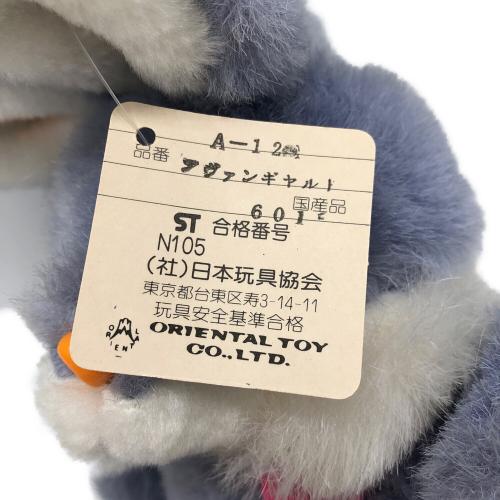 A-12
品番
アヴァンギャルド
国産品
601
ST 合格番号
N105
(社)日本玩具協会
東京都台東区寿3-14-11
玩具安全基準合格
ORIENTAL TOY
CO.,LTD.
ORIENT